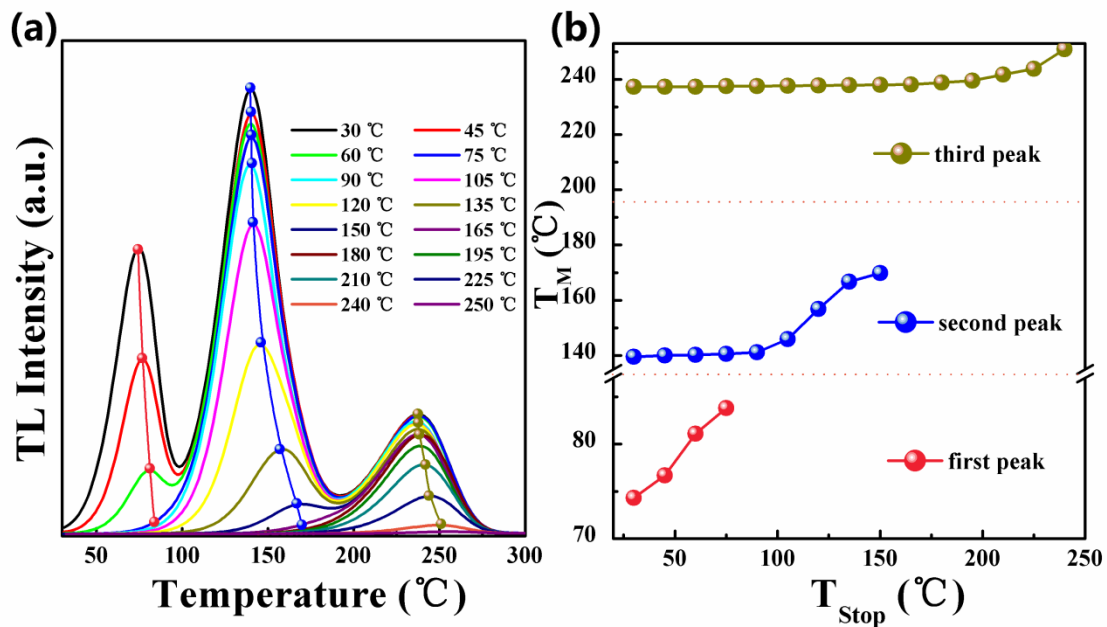 (a)
TL Intensity (a.u.)
30 ℃ 45 ℃
60 ℃ 75 ℃
90 ℃ 105 ℃
120 ℃ 135 ℃
150 ℃ 165 ℃
180 ℃ 195 ℃
210 ℃ 225 ℃
240 ℃ 250 ℃
50 100 150 200 250 300
Temperature (℃)
(b)
T_M (℃)
240
220
200
180
160
140
80
70
third peak
second peak
first peak
50 100 150 200 250
T_Stop (℃)